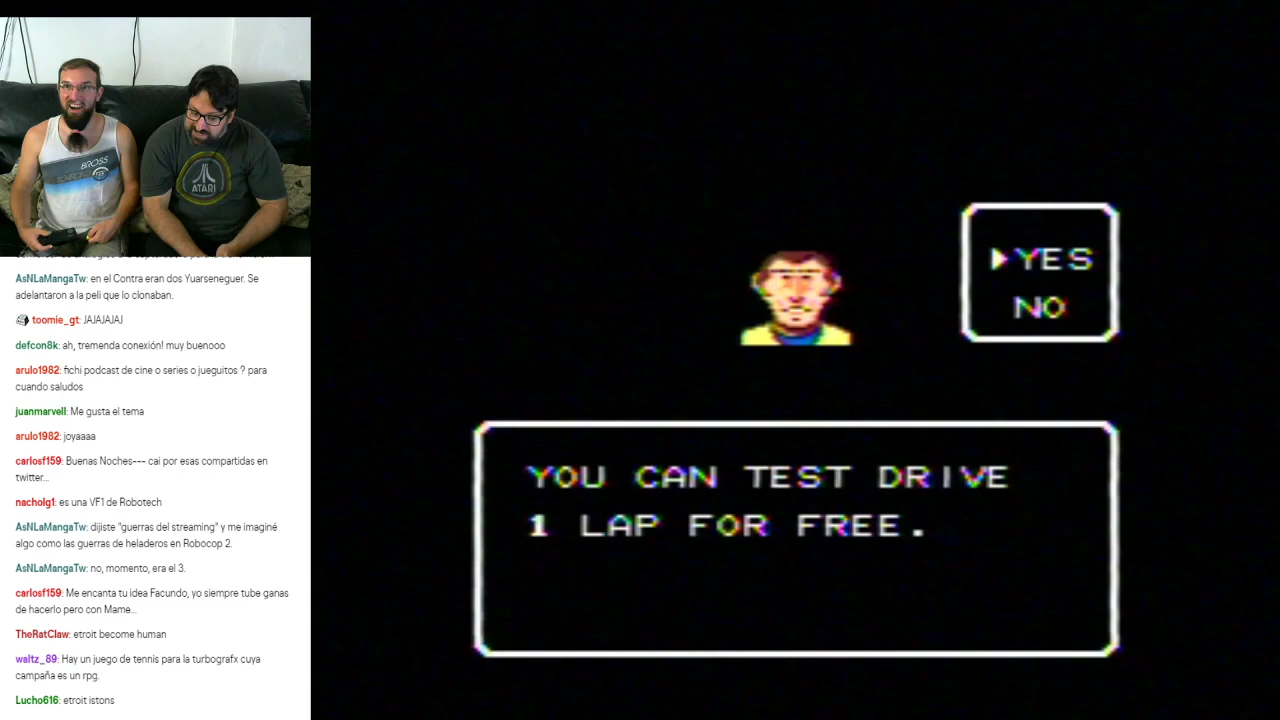 BROSS
ATARI
AsNLaMangaTw: en el Contra eran dos Yuarseneguer. Se
adelantaron a la peli que lo clonaban.
toomie_gt: JAJAJAJAJ
defcon8k: ah, tremenda conexión! muy buenooo
arulo1982: fichi podcast de cine o series o jueguitos ? para
cuando saludos
juanmarvell: Me gusta el tema
arulo1982: joyaaaa
carlosf159: Buenas Noches--- cai por esas compartidas en
twitter...
nacholg1: es una VF1 de Robotech
AsNLaMangaTw: dijiste "guerras del streaming" y me imaginé
algo como las guerras de heladeros en Robocop 2.
AsNLaMangaTw: no, momento, era el 3.
carlosf159: Me encanta tu idea Facundo, yo siempre tube ganas
de hacerlo pero con Mame...
TheRatClaw: etroit become human
waltz_89: Hay un juego de tennis para la turbografx cuya
campaña es un rpg.
Lucho616: etroit istons
YES
NO
YOU CAN TEST DRIVE
1 LAP FOR FREE.